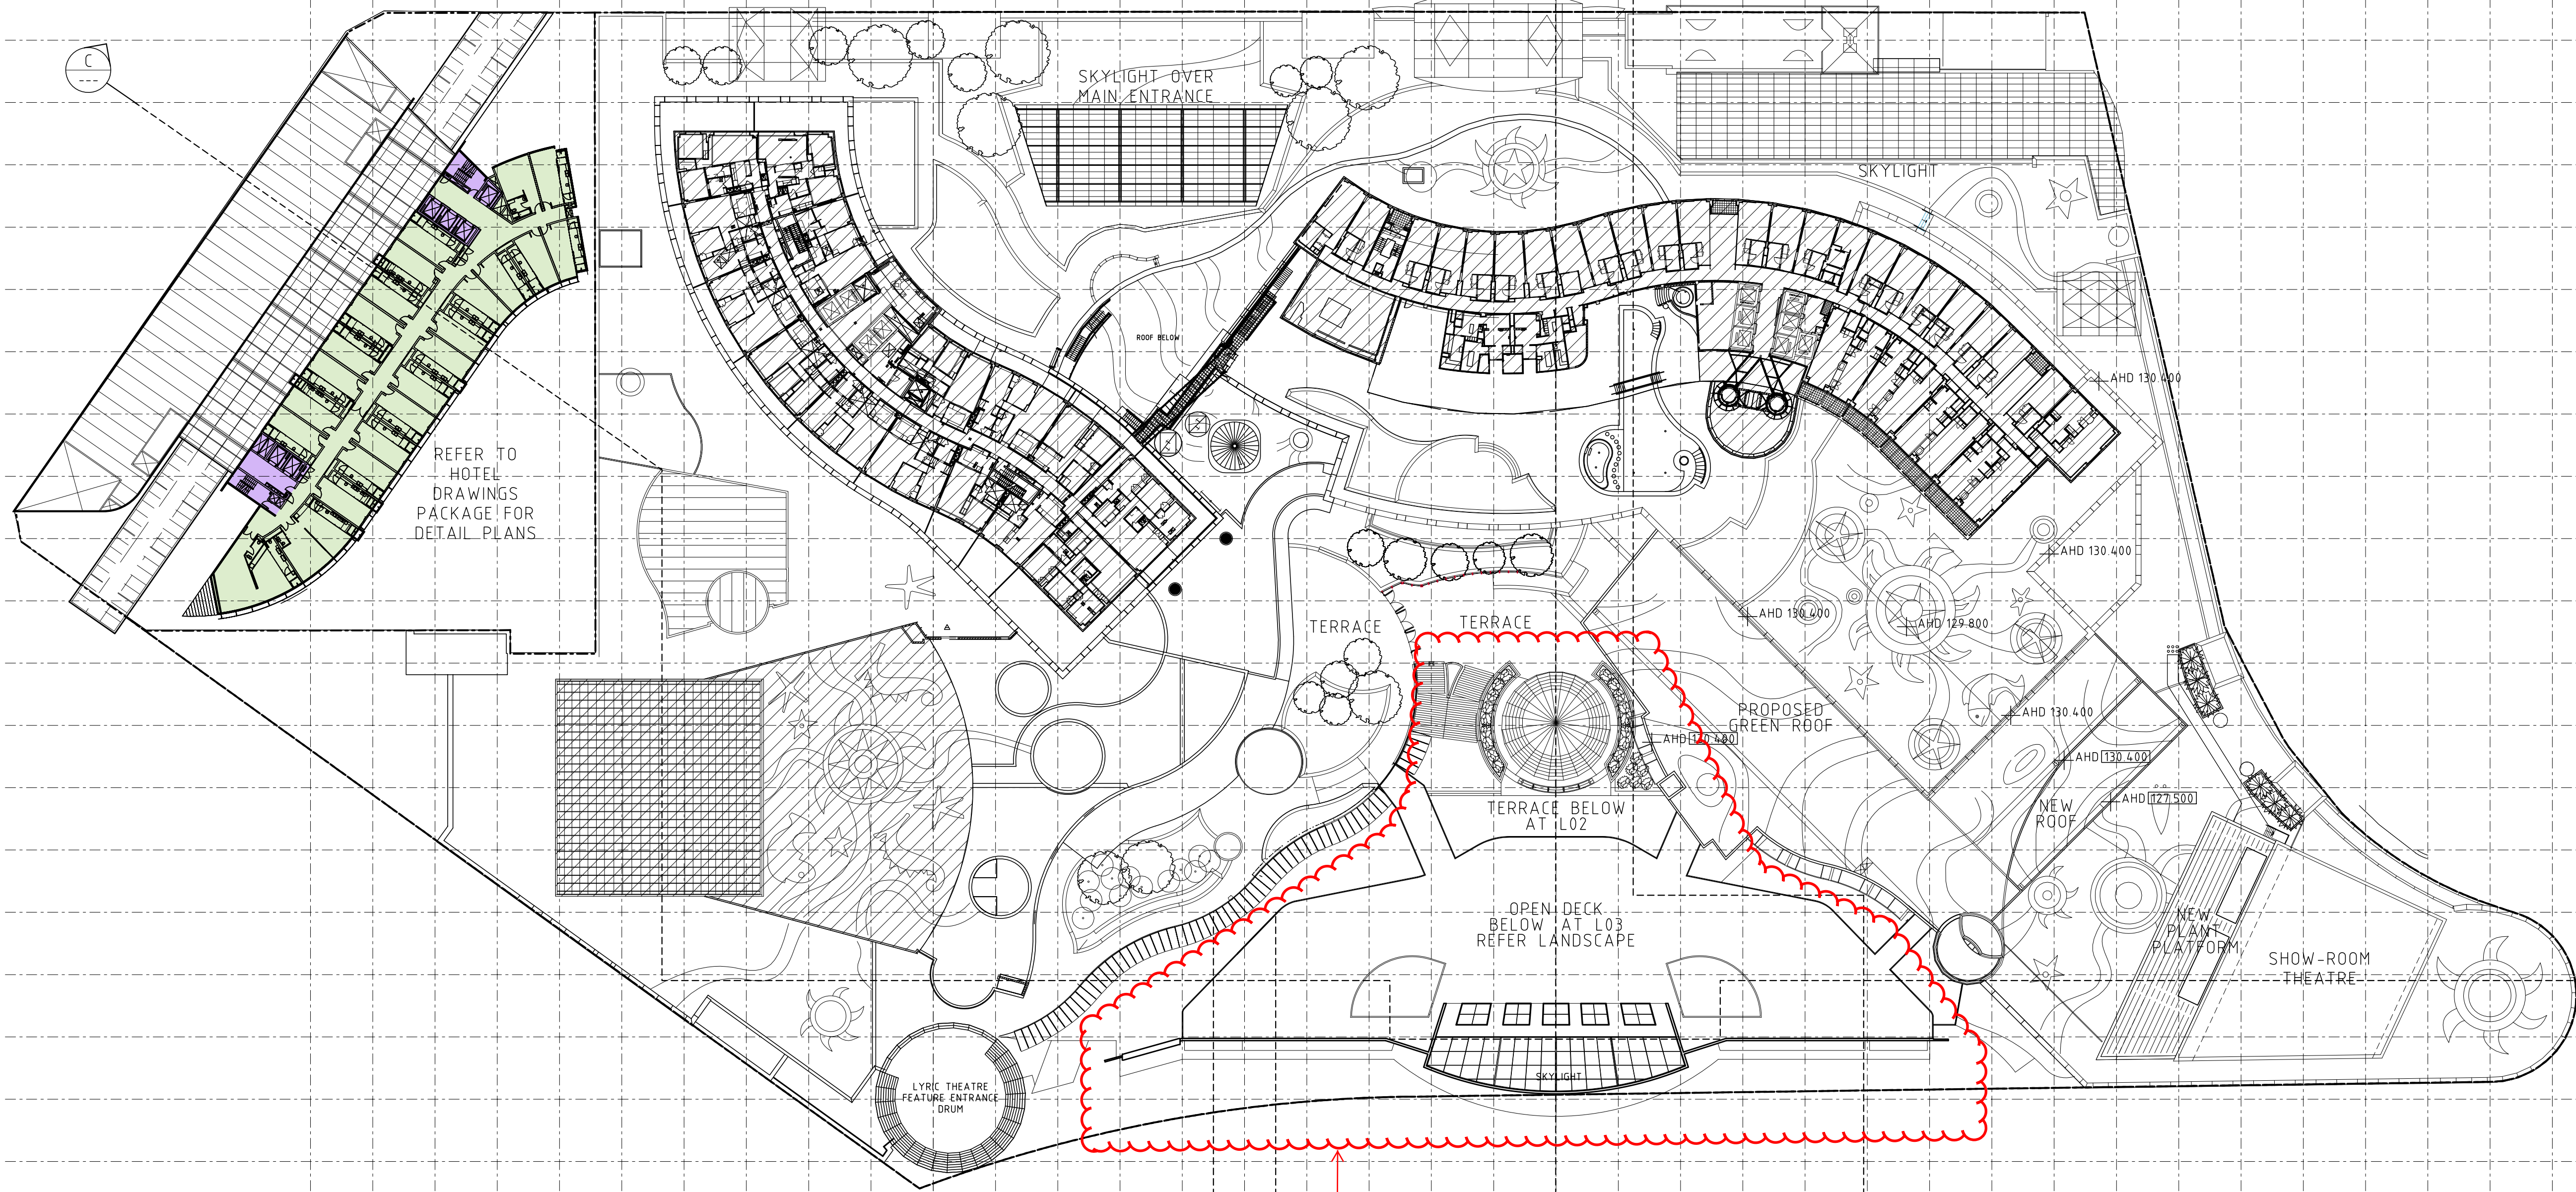 C
---
SKYLIGHT OVER
MAIN ENTRANCE
SKYLIGHT
ROOF BELOW
AHD 130.400
REFER TO
HOTEL
DRAWINGS
PACKAGE FOR
DETAIL PLANS
AHD 130.400
TERRACE
TERRACE
AHD 130.400
AHD 129.800
PROPOSED
GREEN ROOF
AHD 130.400
AHD 130.400
AHD 130.400
AHD 127.500
TERRACE BELOW
AT L02
NEW
ROOF
OPEN DECK
BELOW AT L03
REFER LANDSCAPE
NEW
PLANT
PLATFORM
SHOW-ROOM
THEATRE
SKYLIGHT
LYRIC THEATRE
FEATURE ENTRANCE
DRUM